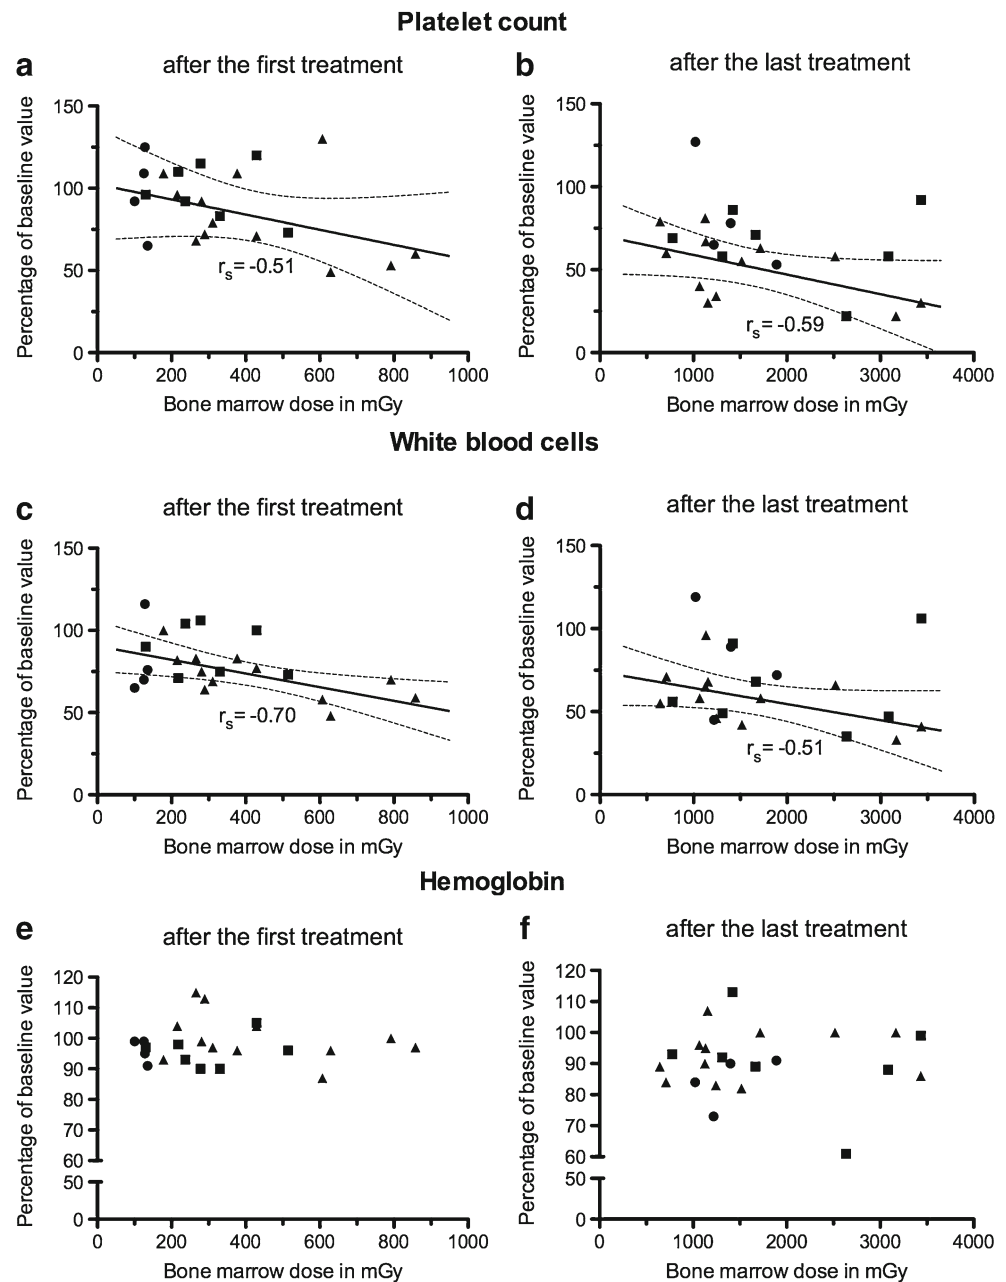 Platelet count
a after the first treatment
Percentage of baseline value
150
100
50
0
rs= -0.51
0 200 400 600 800 1000
Bone marrow dose in mGy
b after the last treatment
Percentage of baseline value
150
100
50
0
rs= -0.59
0 1000 2000 3000 4000
Bone marrow dose in mGy
White blood cells
c after the first treatment
Percentage of baseline value
150
100
50
0
rs= -0.70
0 200 400 600 800 1000
Bone marrow dose in mGy
d after the last treatment
Percentage of baseline value
150
100
50
0
rs= -0.51
0 1000 2000 3000 4000
Bone marrow dose in mGy
Hemoglobin
e after the first treatment
Percentage of baseline value
120
110
100
90
80
70
60
50
0
0 200 400 600 800 1000
Bone marrow dose in mGy
f after the last treatment
Percentage of baseline value
120
110
100
90
80
70
60
50
0
0 1000 2000 3000 4000
Bone marrow dose in mGy